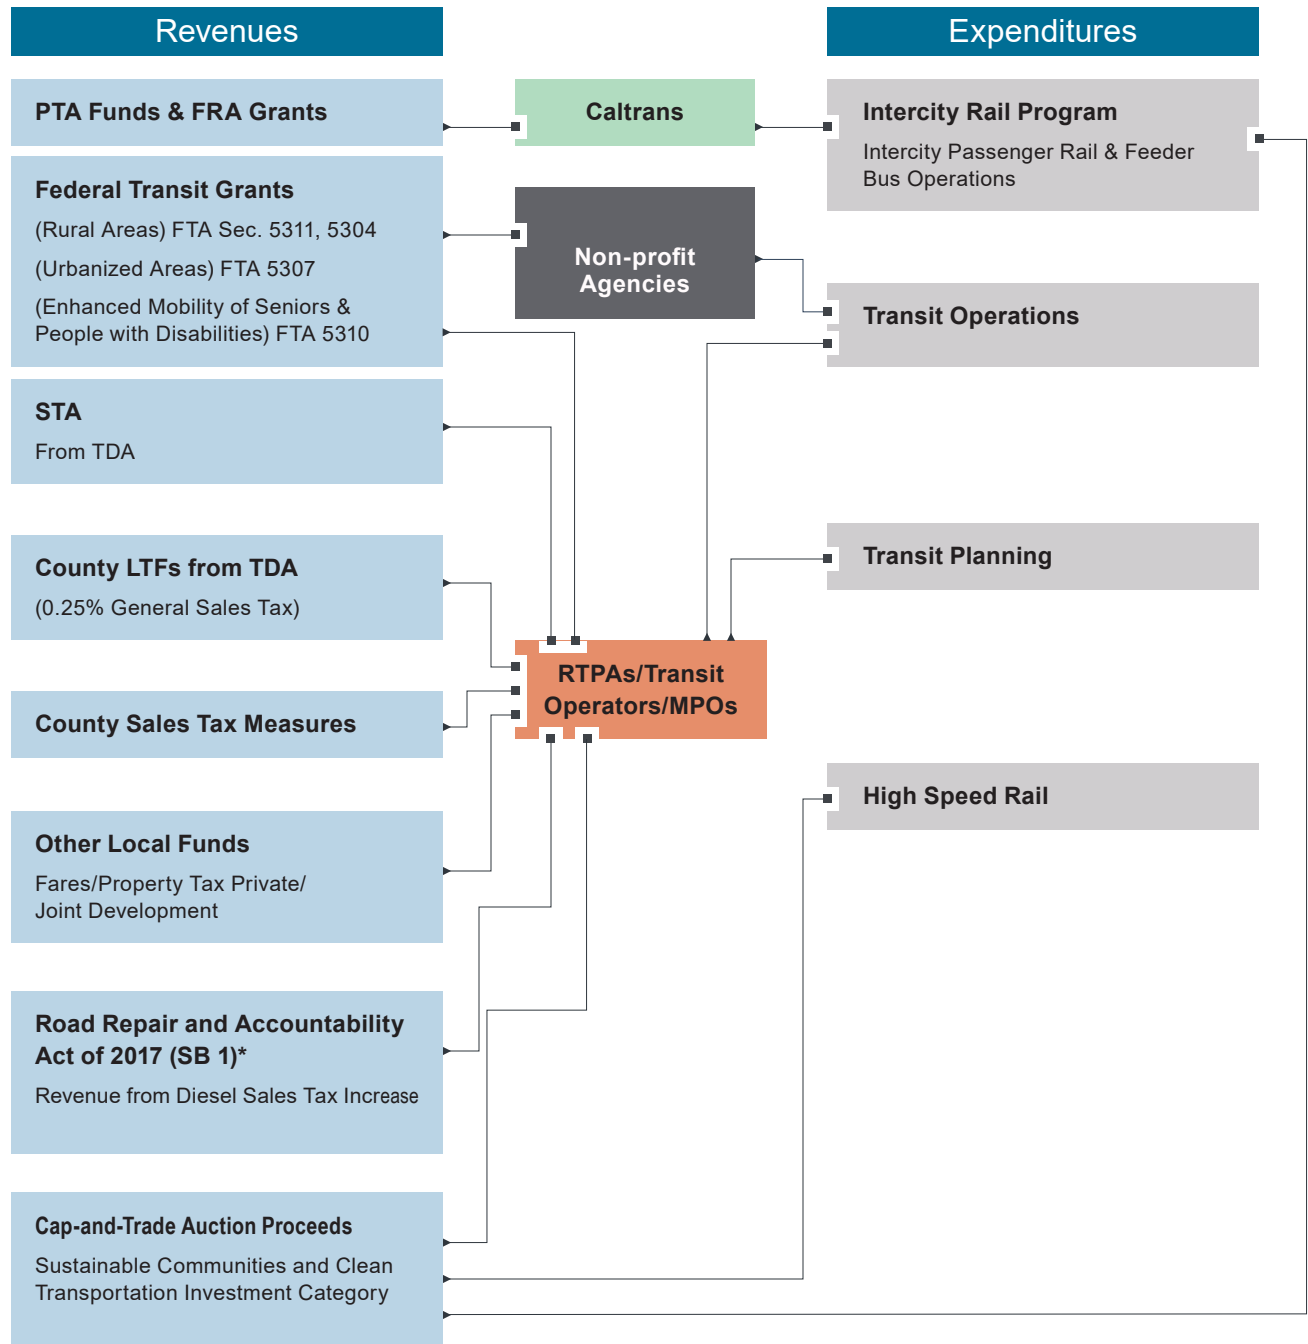 Revenues
Expenditures
PTA Funds & FRA Grants
Caltrans
Intercity Rail Program
Intercity Passenger Rail & Feeder
Bus Operations
Federal Transit Grants
(Rural Areas) FTA Sec. 5311, 5304
(Urbanized Areas) FTA 5307
(Enhanced Mobility of Seniors &
People with Disabilities) FTA 5310
Non-profit
Agencies
Transit Operations
STA
From TDA
County LTFs from TDA
(0.25% General Sales Tax)
Transit Planning
RTPAs/Transit
Operators/MPOs
County Sales Tax Measures
High Speed Rail
Other Local Funds
Fares/Property Tax Private/
Joint Development
Road Repair and Accountability
Act of 2017 (SB 1)*
Revenue from Diesel Sales Tax Increase
Cap-and-Trade Auction Proceeds
Sustainable Communities and Clean
Transportation Investment Category